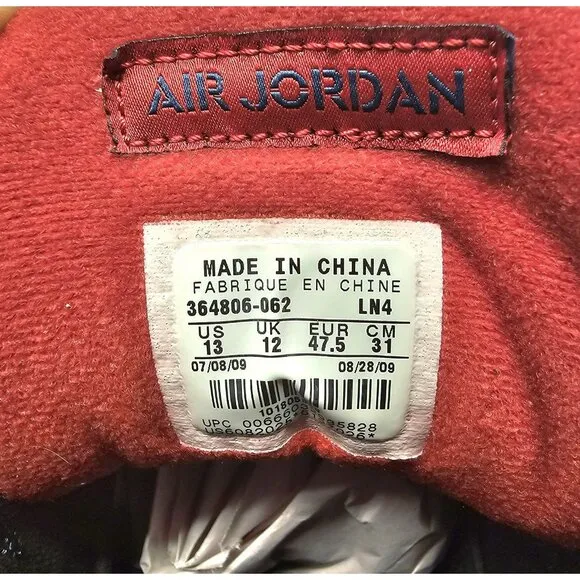 AIR JORDAN
MADE IN CHINA
FABRIQUE EN CHINE
364806-062 LN4
US UK EUR CM
13 12 47.5 31
07/08/09 08/28/09
UPC